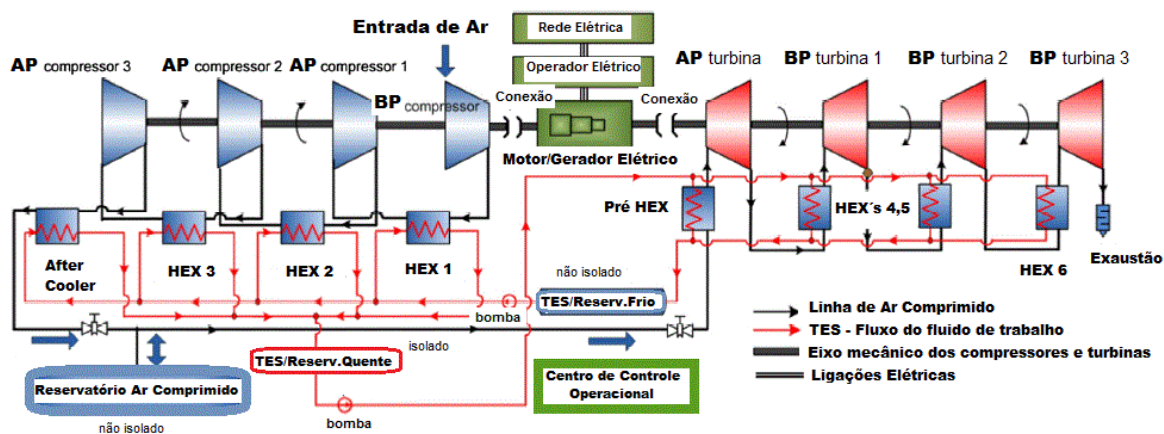 Entrada de Ar
Rede Elétrica
Operador Elétrico
AP compressor 3
AP compressor 2
AP compressor 1
BP compressor
Conexão
Conexão
Motor/Gerador Elétrico
AP turbina
BP turbina 1
BP turbina 2
BP turbina 3
Pré HEX
HEX´s 4,5
HEX 6
Exaustão
After
Cooler
HEX 3
HEX 2
HEX 1
não isolado
TES/Reserv.Frio
bomba
isolado
TES/Reserv.Quente
bomba
Reservatório Ar Comprimido
não isolado
Centro de Controle
Operacional
Linha de Ar Comprimido
TES - Fluxo do fluido de trabalho
Eixo mecânico dos compressores e turbinas
Ligações Elétricas